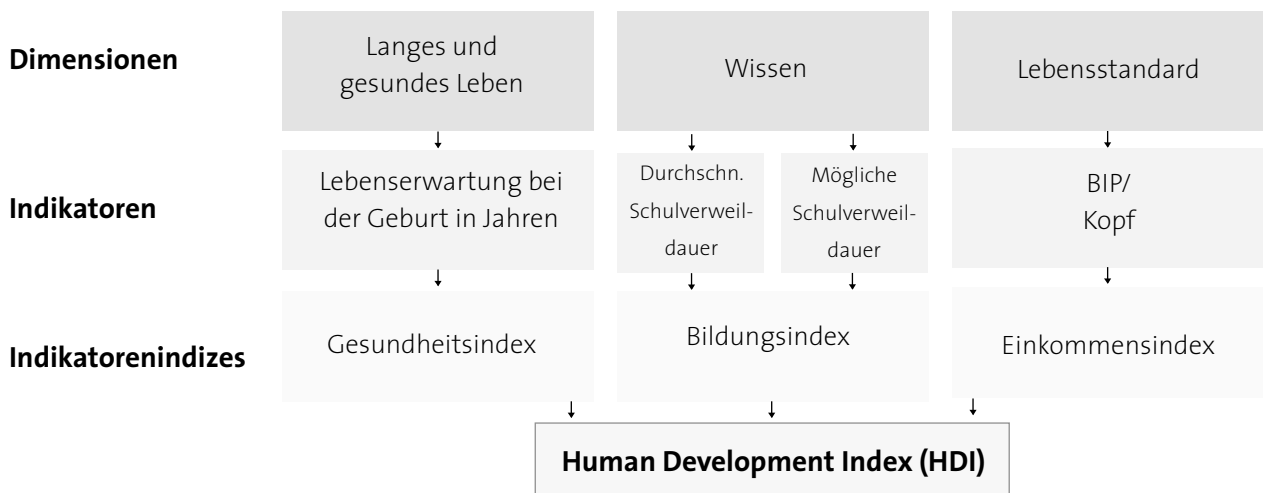 Dimensionen
Langes und
gesundes Leben
Wissen
Lebensstandard
Indikatoren
Lebenserwartung bei
der Geburt in Jahren
Durchschn.
Schulverweil-
dauer
Mögliche
Schulverweil-
dauer
BIP/
Kopf
Indikatorenindizes
Gesundheitsindex
Bildungsindex
Einkommensindex
Human Development Index (HDI)